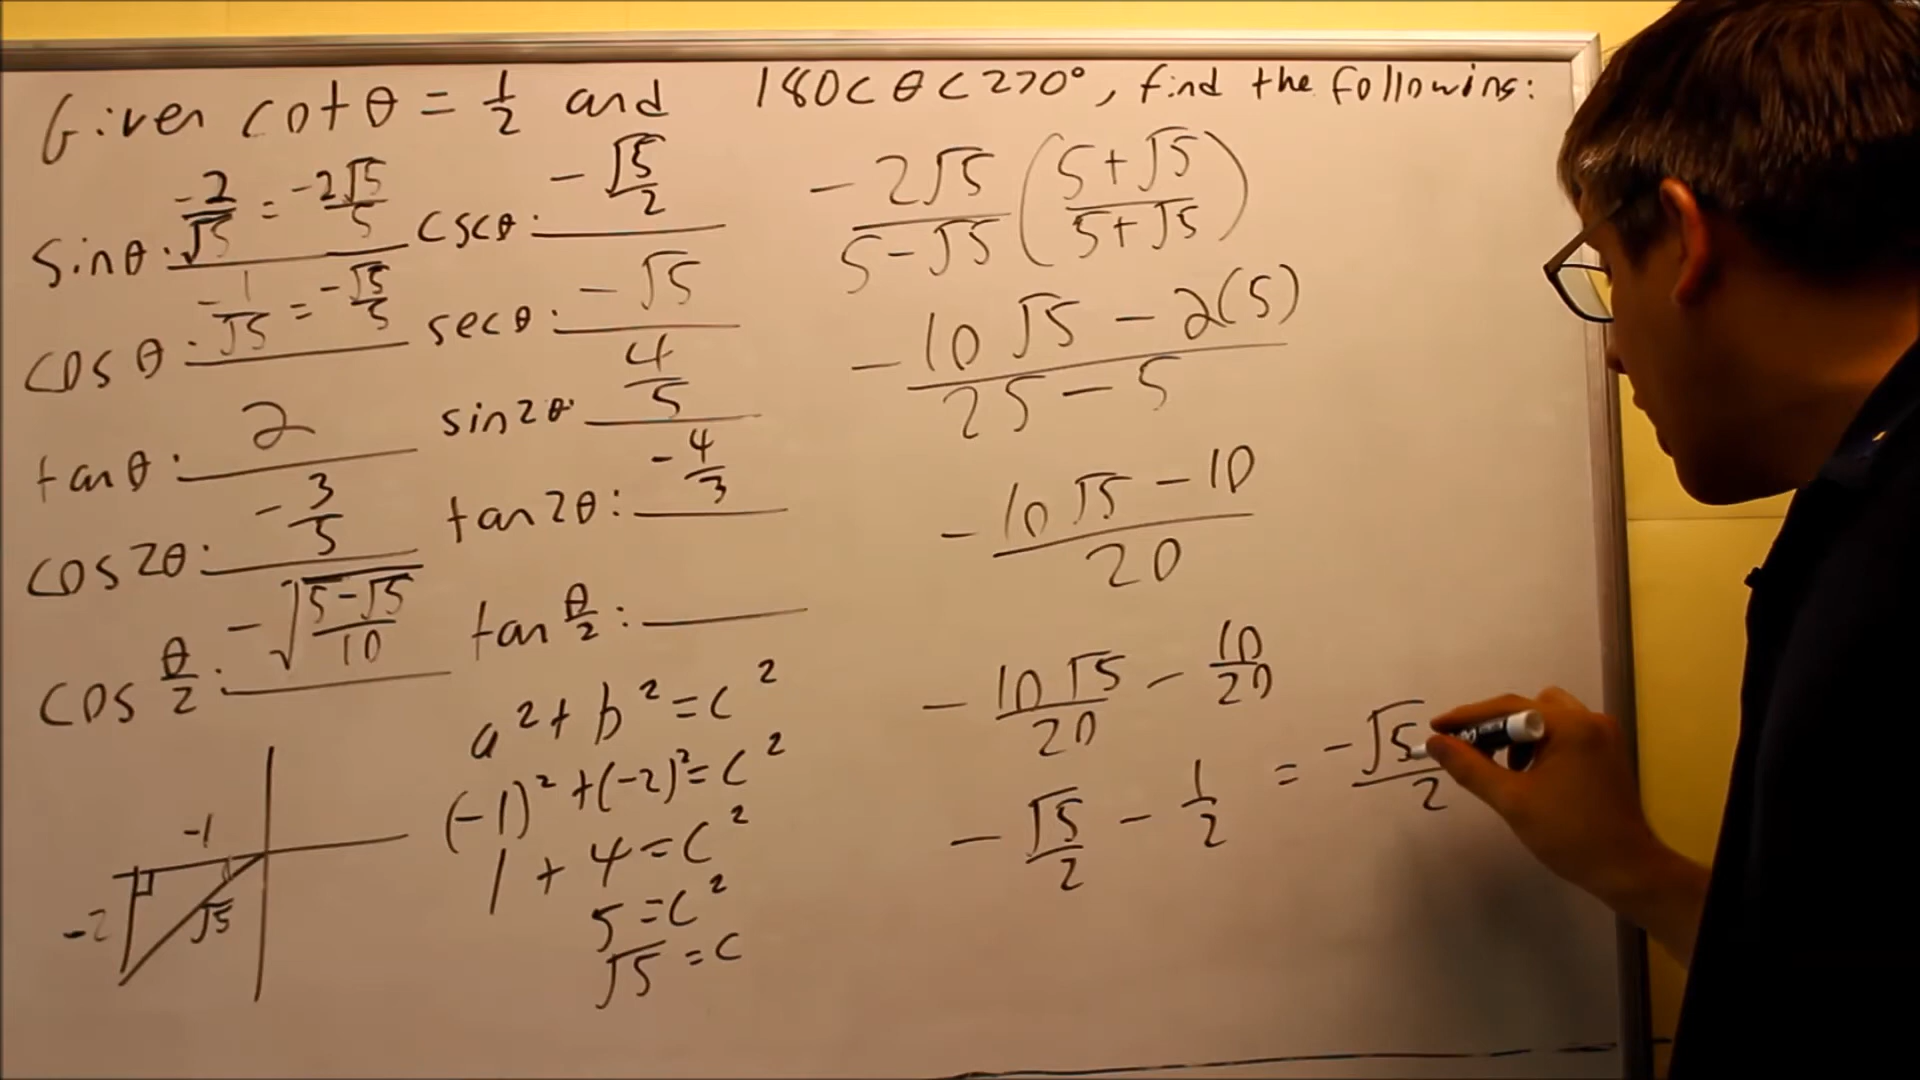 Given cot θ = 1/2 and 180 < θ < 270°, find the following:
sin θ: -2/√5 = -2√5/5
csc θ: -√5/2
cos θ: -1/√5 = -√5/5
sec θ: -√5
tan θ: 2
sin 2θ: 4/5
cos 2θ: -3/5
tan 2θ: -4/3
cos θ/2: -√((5-√5)/10)
tan θ/2:
a² + b² = c²
(-1)² + (-2)² = c²
1 + 4 = c²
5 = c²
√5 = c
-1
-2
√5
-2√5/(5-√5) ((5+√5)/(5+√5))
-10√5 - 2(5)/(25-5)
-10√5 - 10/20
-10√5/20 - 10/20
-√5/2 - 1/2 = -√5/2